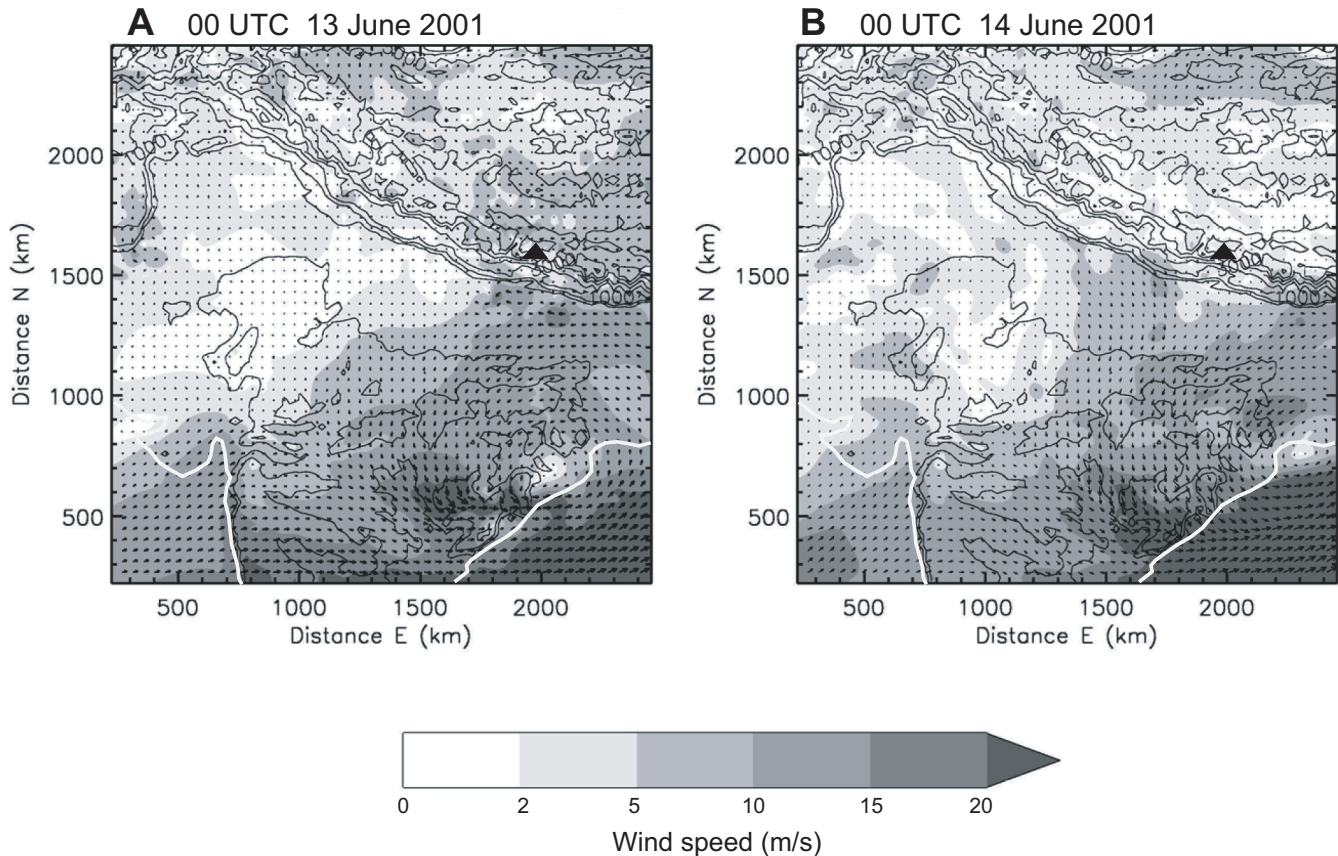 A 00 UTC 13 June 2001
B 00 UTC 14 June 2001
2000
1500
1000
500
Distance N (km)
500 1000 1500 2000
Distance E (km)
2000
1500
1000
500
Distance N (km)
500 1000 1500 2000
Distance E (km)
0 2 5 10 15 20
Wind speed (m/s)